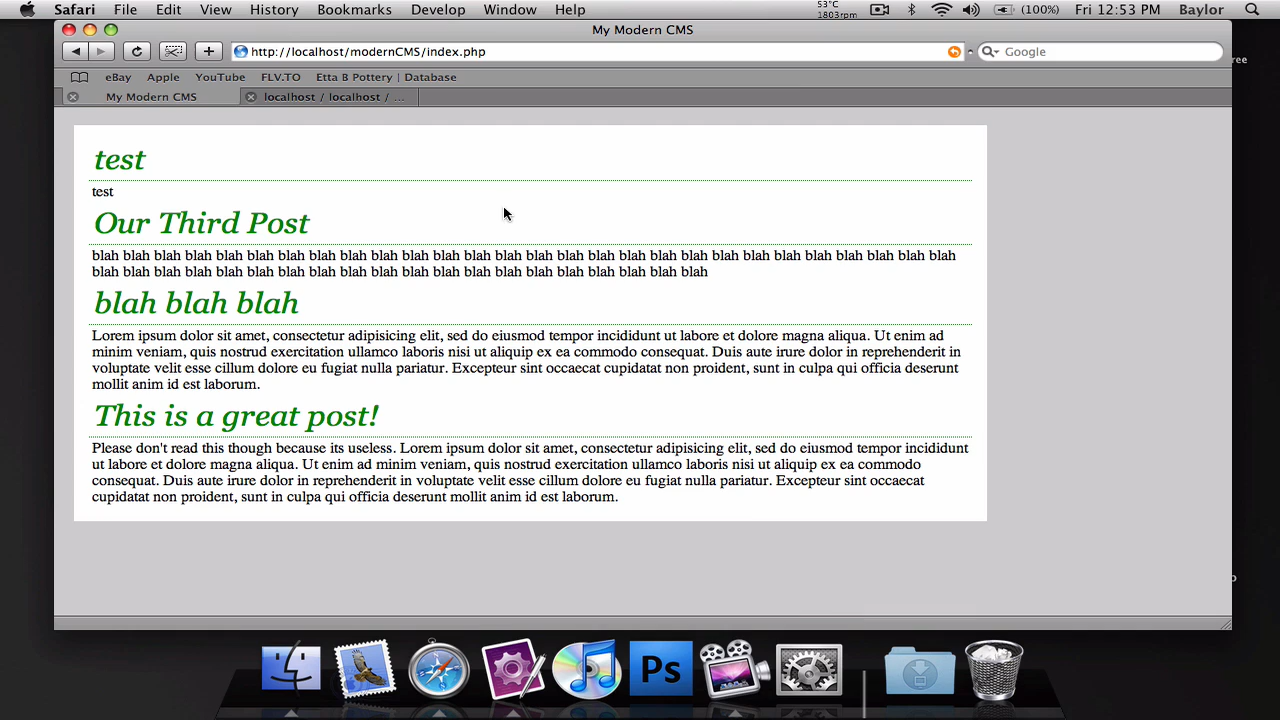 Safari File Edit View History Bookmarks Develop Window Help 53°C 1803rpm (100%) Fri 12:53 PM Baylor
My Modern CMS
http://localhost/modernCMS/index.php Google
eBay Apple YouTube FLV.TO Etta B Pottery | Database
My Modern CMS localhost / localhost / ...
test
test
Our Third Post
blah blah blah blah blah blah blah blah blah blah blah blah blah blah blah blah blah blah blah blah blah blah blah blah blah blah blah blah
blah blah blah blah blah blah blah blah blah blah blah blah blah blah blah blah blah blah blah blah
blah blah blah
Lorem ipsum dolor sit amet, consectetur adipisicing elit, sed do eiusmod tempor incididunt ut labore et dolore magna aliqua. Ut enim ad
minim veniam, quis nostrud exercitation ullamco laboris nisi ut aliquip ex ea commodo consequat. Duis aute irure dolor in reprehenderit in
voluptate velit esse cillum dolore eu fugiat nulla pariatur. Excepteur sint occaecat cupidatat non proident, sunt in culpa qui officia deserunt
mollit anim id est laborum.
This is a great post!
Please don't read this though because its useless. Lorem ipsum dolor sit amet, consectetur adipisicing elit, sed do eiusmod tempor incididunt
ut labore et dolore magna aliqua. Ut enim ad minim veniam, quis nostrud exercitation ullamco laboris nisi ut aliquip ex ea commodo
consequat. Duis aute irure dolor in reprehenderit in voluptate velit esse cillum dolore eu fugiat nulla pariatur. Excepteur sint occaecat
cupidatat non proident, sunt in culpa qui officia deserunt mollit anim id est laborum.
Ps